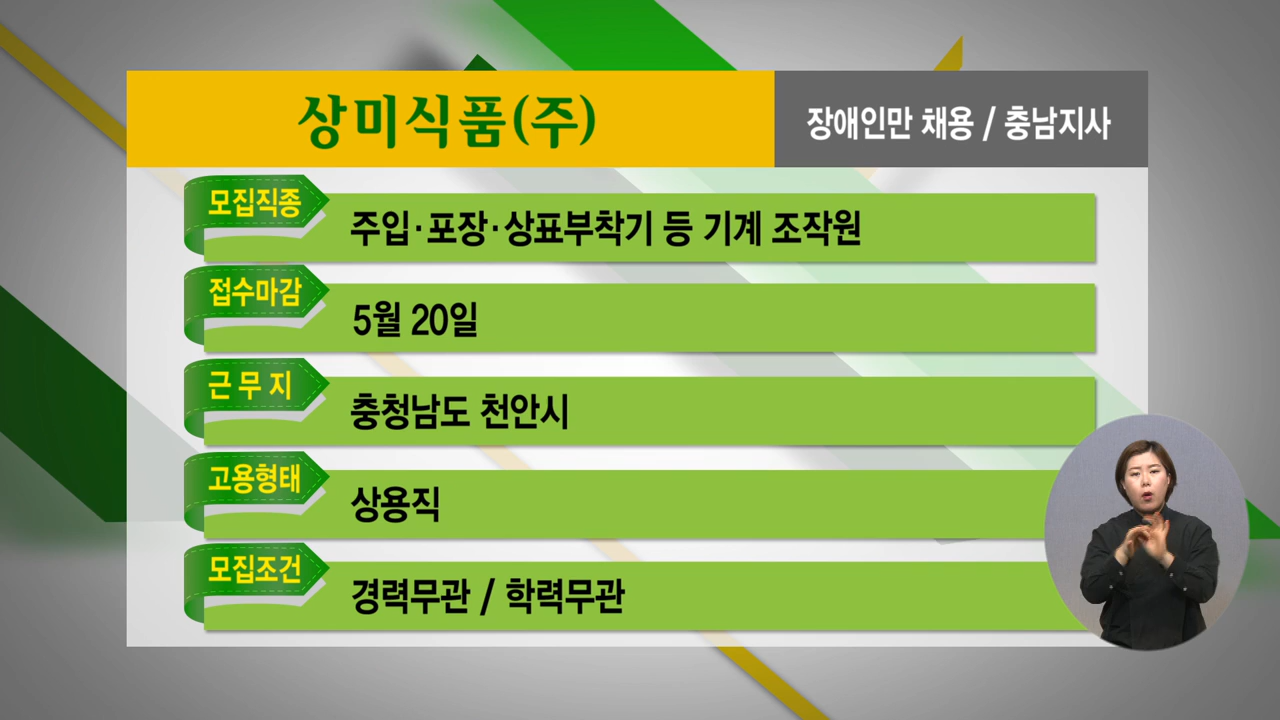 상미식품(주)
장애인만 채용 / 충남지사
모집직종
주입·포장·상표부착기 등 기계 조작원
접수마감
5월 20일
근 무 지
충청남도 천안시
고용형태
상용직
모집조건
경력무관 / 학력무관